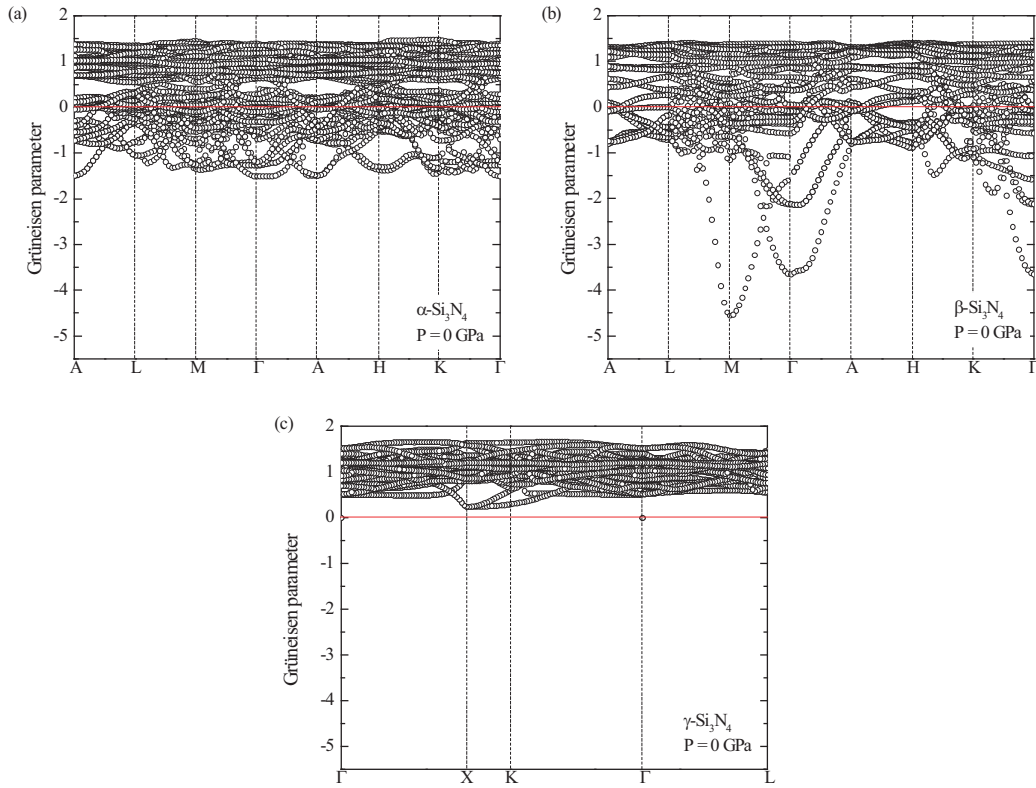 (a)
2
1
0
-1
-2
-3
-4
-5
Grüneisen parameter
α-Si₃N₄
P = 0 GPa
A L M Γ A H K Γ
(b)
2
1
0
-1
-2
-3
-4
-5
Grüneisen parameter
β-Si₃N₄
P = 0 GPa
A L M Γ A H K Γ
(c)
2
1
0
-1
-2
-3
-4
-5
Grüneisen parameter
γ-Si₃N₄
P = 0 GPa
Γ X K Γ L